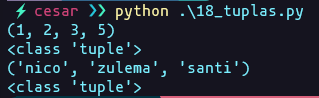 ⚡ cesar ❯❯ python .\18_tuplas.py
(1, 2, 3, 5)
<class 'tuple'>
('nico', 'zulema', 'santi')
<class 'tuple'>